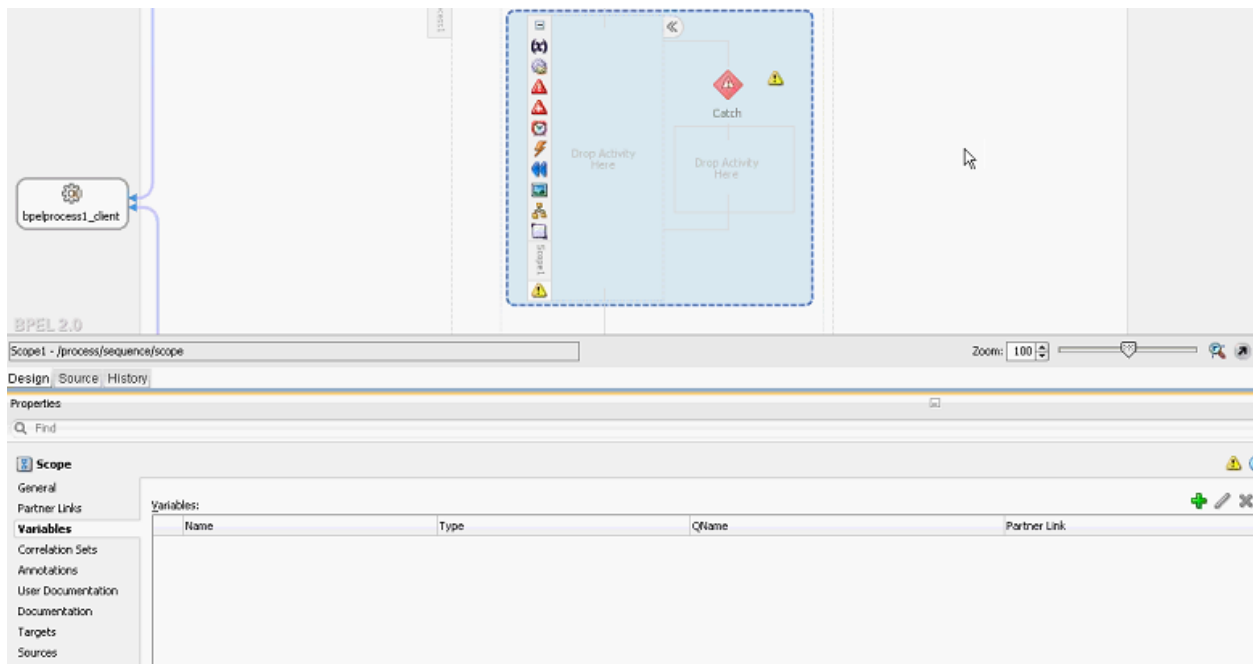 Catch
Drop Activity
Here
Drop Activity
Here
bpelprocess1_client
Scope1
BPEL 2.0
Scope1 - /process/sequence/scope
Zoom: 100
Design Source History
Properties
Find
Scope
General
Partner Links
Variables
Correlation Sets
Annotations
User Documentation
Documentation
Targets
Sources
Variables:
Name Type QName Partner Link